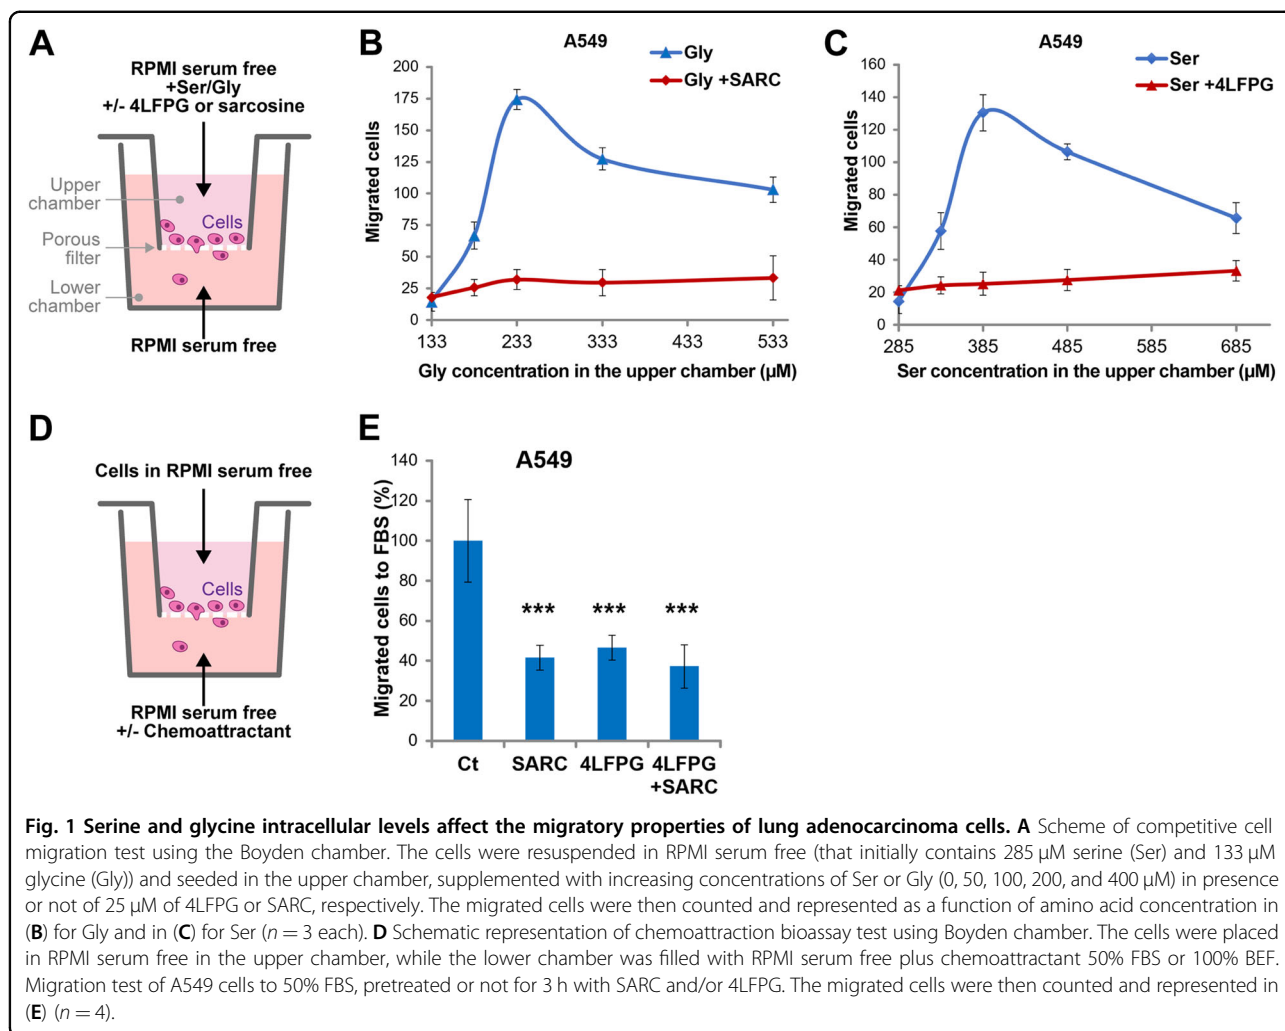 A
RPMI serum free
+Ser/Gly
+/- 4LFPG or sarcosine
Upper
chamber
Cells
Porous
filter
Lower
chamber
RPMI serum free
B
A549
Gly
Gly +SARC
Migrated cells
200
175
150
125
100
75
50
25
0
133 233 333 433 533
Gly concentration in the upper chamber (µM)
C
A549
Ser
Ser +4LFPG
Migrated cells
160
140
120
100
80
60
40
20
0
285 385 485 585 685
Ser concentration in the upper chamber (µM)
D
Cells in RPMI serum free
Cells
RPMI serum free
+/- Chemoattractant
E
A549
Migrated cells to FBS (%)
140
120
100
80
60
40
20
0
*** *** ***
Ct SARC 4LFPG 4LFPG
+SARC
Fig. 1 Serine and glycine intracellular levels affect the migratory properties of lung adenocarcinoma cells. A Scheme of competitive cell
migration test using the Boyden chamber. The cells were resuspended in RPMI serum free (that initially contains 285 µM serine (Ser) and 133 µM
glycine (Gly)) and seeded in the upper chamber, supplemented with increasing concentrations of Ser or Gly (0, 50, 100, 200, and 400 µM) in presence
or not of 25 µM of 4LFPG or SARC, respectively. The migrated cells were then counted and represented as a function of amino acid concentration in
(B) for Gly and in (C) for Ser (n = 3 each). D Schematic representation of chemoattraction bioassay test using Boyden chamber. The cells were placed
in RPMI serum free in the upper chamber, while the lower chamber was filled with RPMI serum free plus chemoattractant 50% FBS or 100% BEF.
Migration test of A549 cells to 50% FBS, pretreated or not for 3 h with SARC and/or 4LFPG. The migrated cells were then counted and represented in
(E) (n = 4).